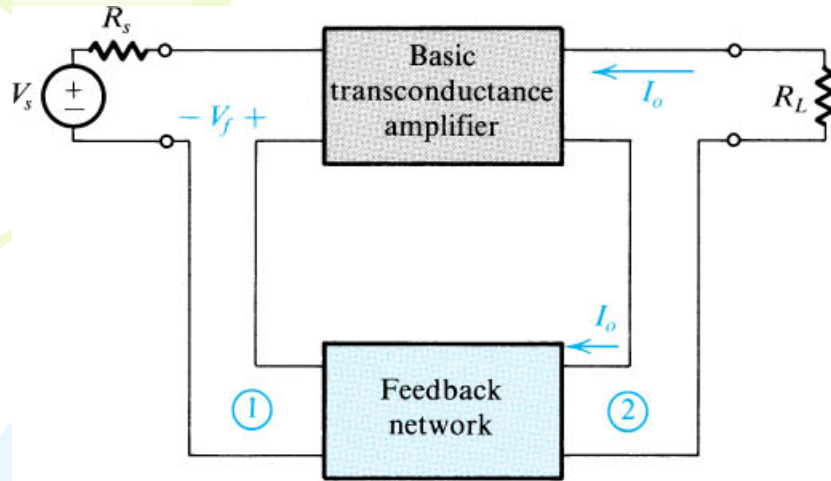 R_s
V_s
+
−
− V_f +
Basic
transconductance
amplifier
I_o
R_L
I_o
Feedback
network
1
2